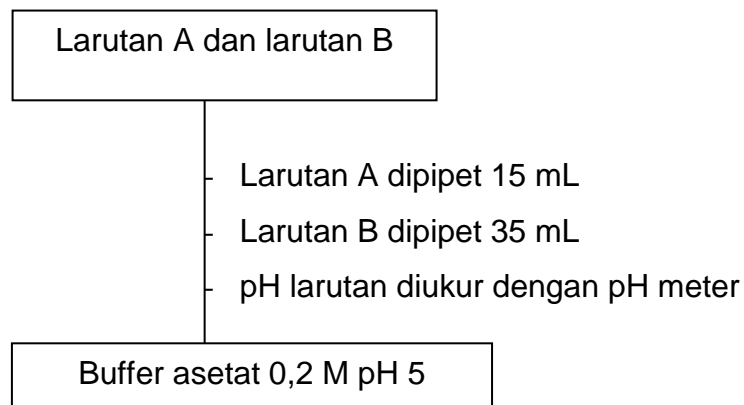 Larutan A dan larutan B
- Larutan A dipipet 15 mL
- Larutan B dipipet 35 mL
- pH larutan diukur dengan pH meter
Buffer asetat 0,2 M pH 5